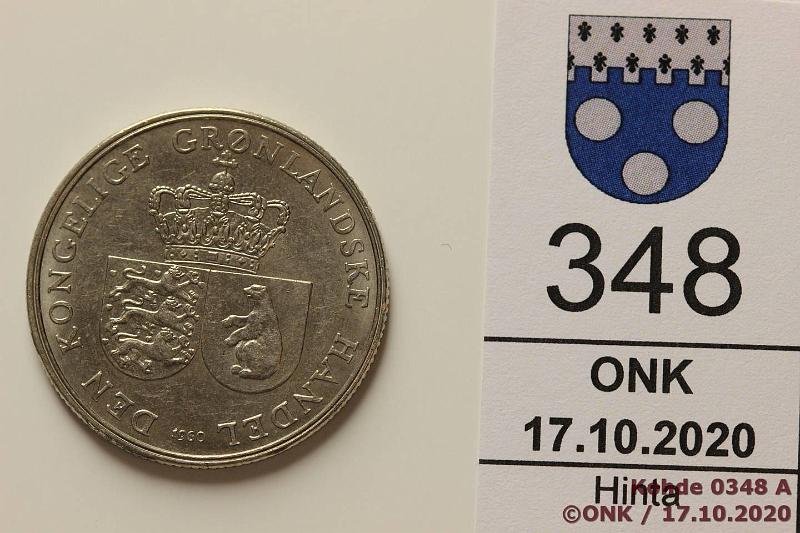 DEN KONGELIGE GRØNLANDSKE HANDEL
1960
348
ONK
17.10.2020
Hinta
Kohde 0348 A
©ONK / 17.10.2020